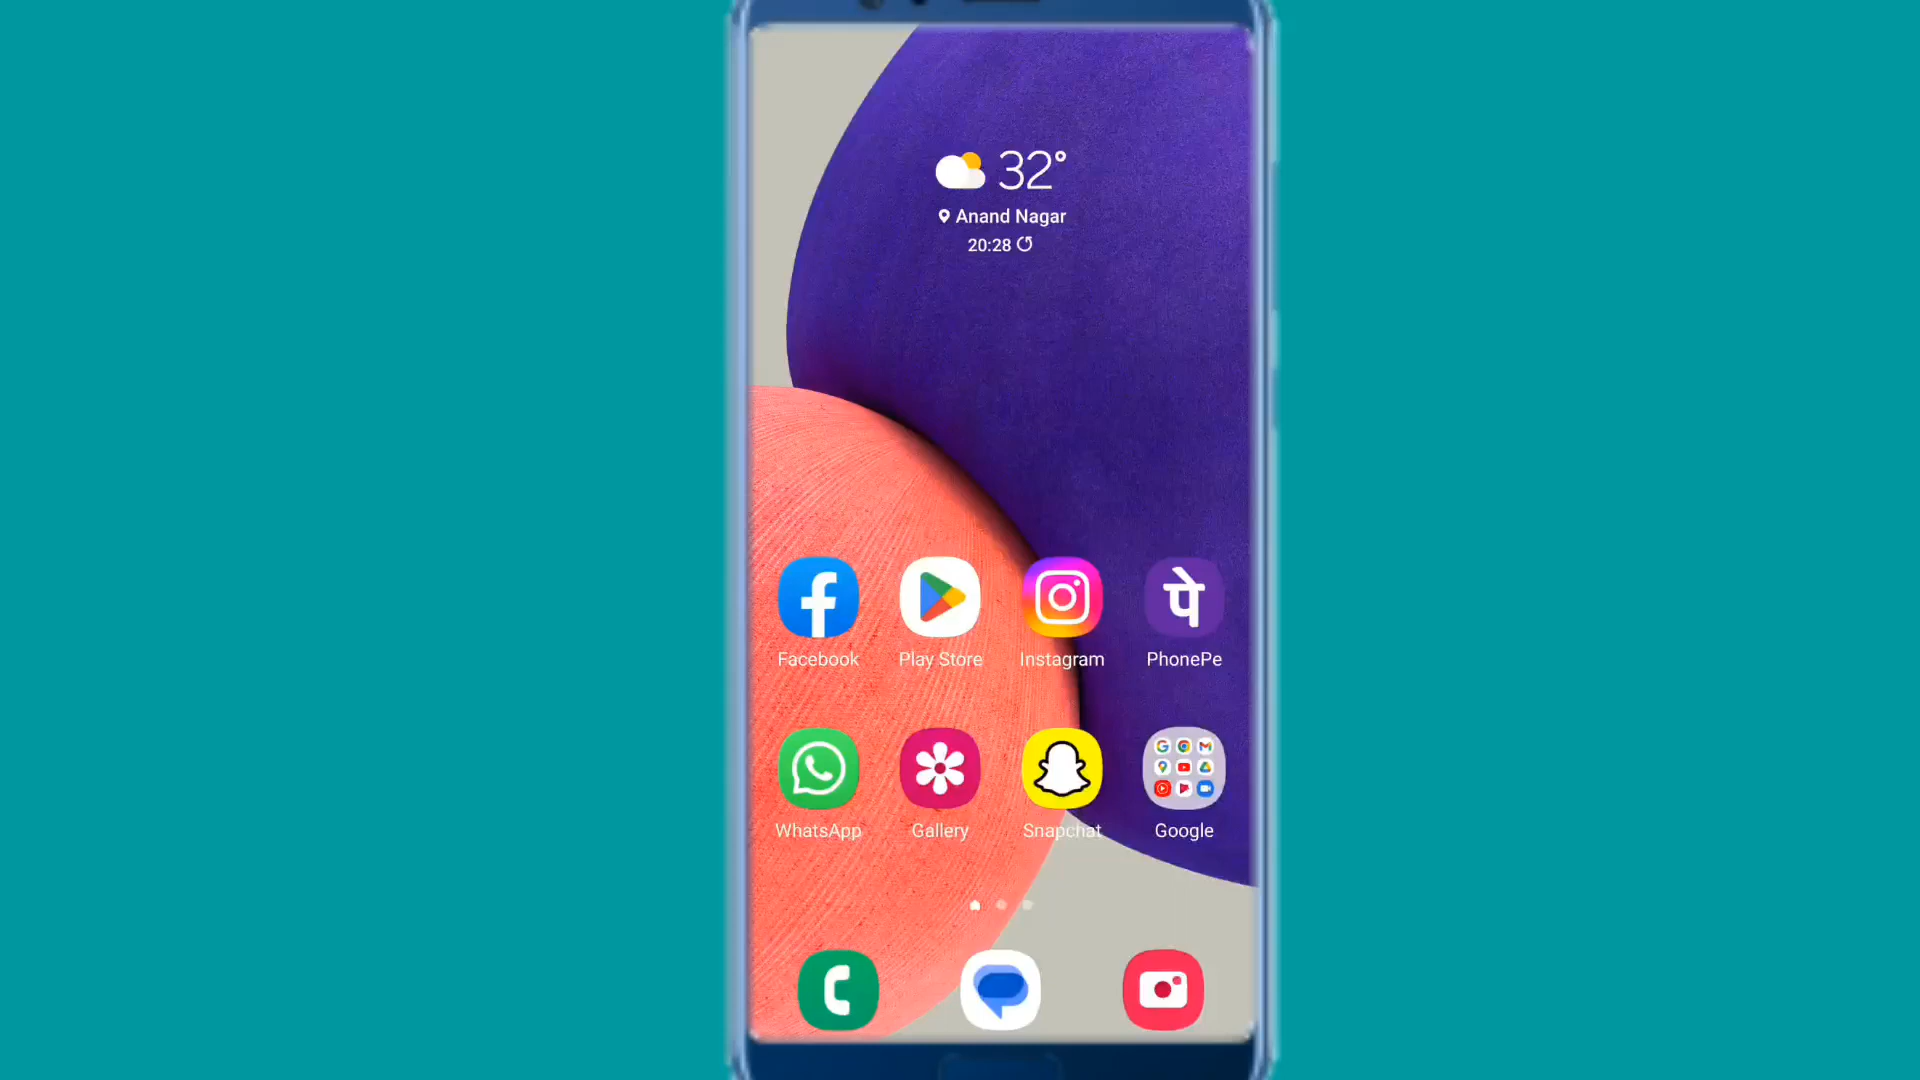 32°
Anand Nagar
20:28
पे
Facebook Play Store Instagram PhonePe
WhatsApp Gallery Snapchat Google